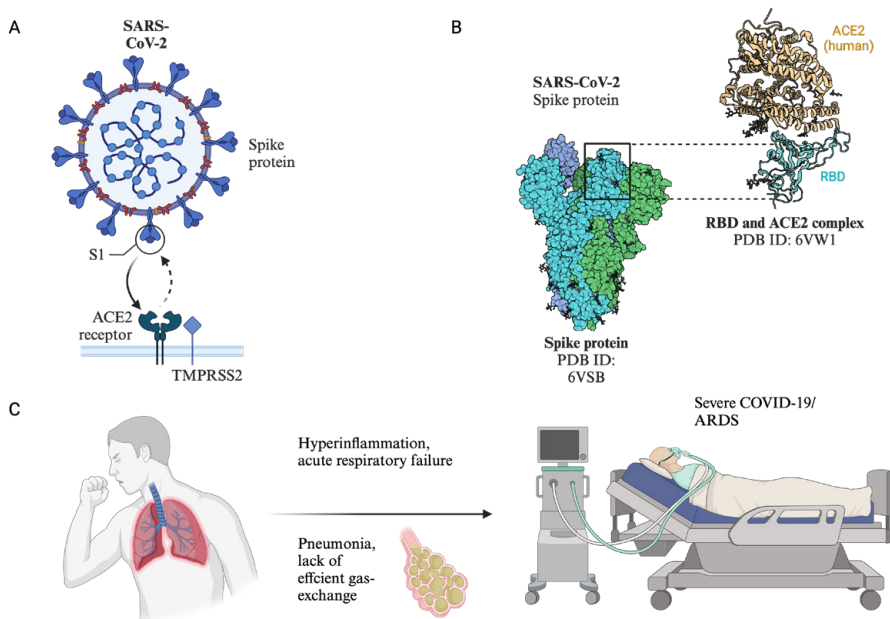 A
SARS-
CoV-2
Spike
protein
S1
ACE2
receptor
TMPRSS2
B
ACE2
(human)
SARS-CoV-2
Spike protein
RBD
RBD and ACE2 complex
PDB ID: 6VW1
Spike protein
PDB ID:
6VSB
C
Hyperinflammation,
acute respiratory failure
Pneumonia,
lack of
effcient gas-
exchange
Severe COVID-19/
ARDS